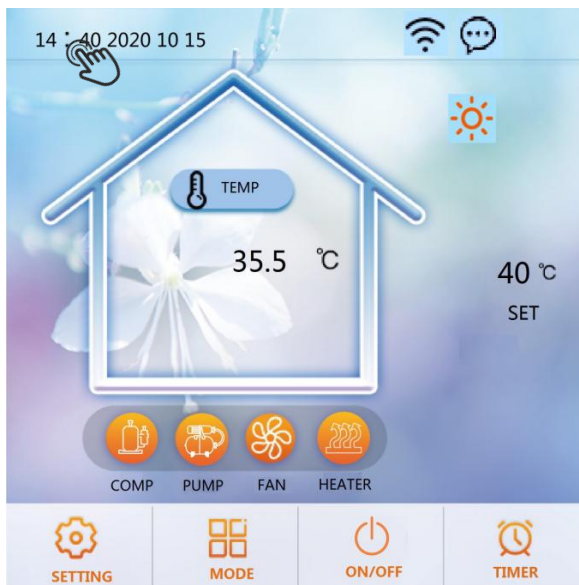 14：40 2020 10 15
TEMP
35.5 ℃
40 ℃
SET
COMP PUMP FAN HEATER
SETTING MODE ON/OFF TIMER